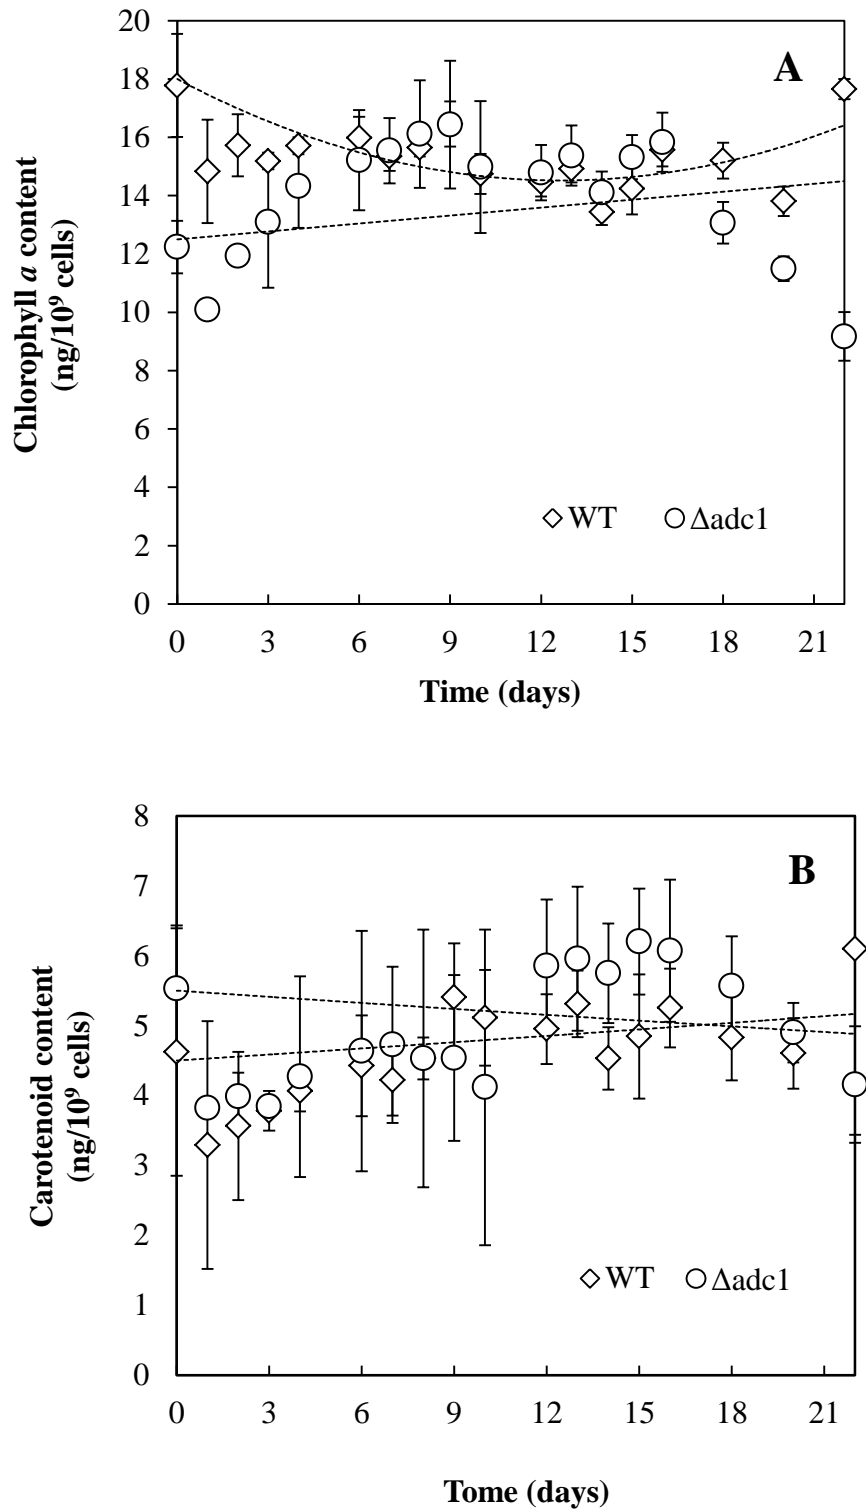 A
Chlorophyll a content
(ng/10⁹ cells)
20
18
16
14
12
10
8
6
4
2
0
WT
Δadc1
0 3 6 9 12 15 18 21
Time (days)
B
Carotenoid content
(ng/10⁹ cells)
8
7
6
5
4
3
2
1
0
WT
Δadc1
0 3 6 9 12 15 18 21
Tome (days)